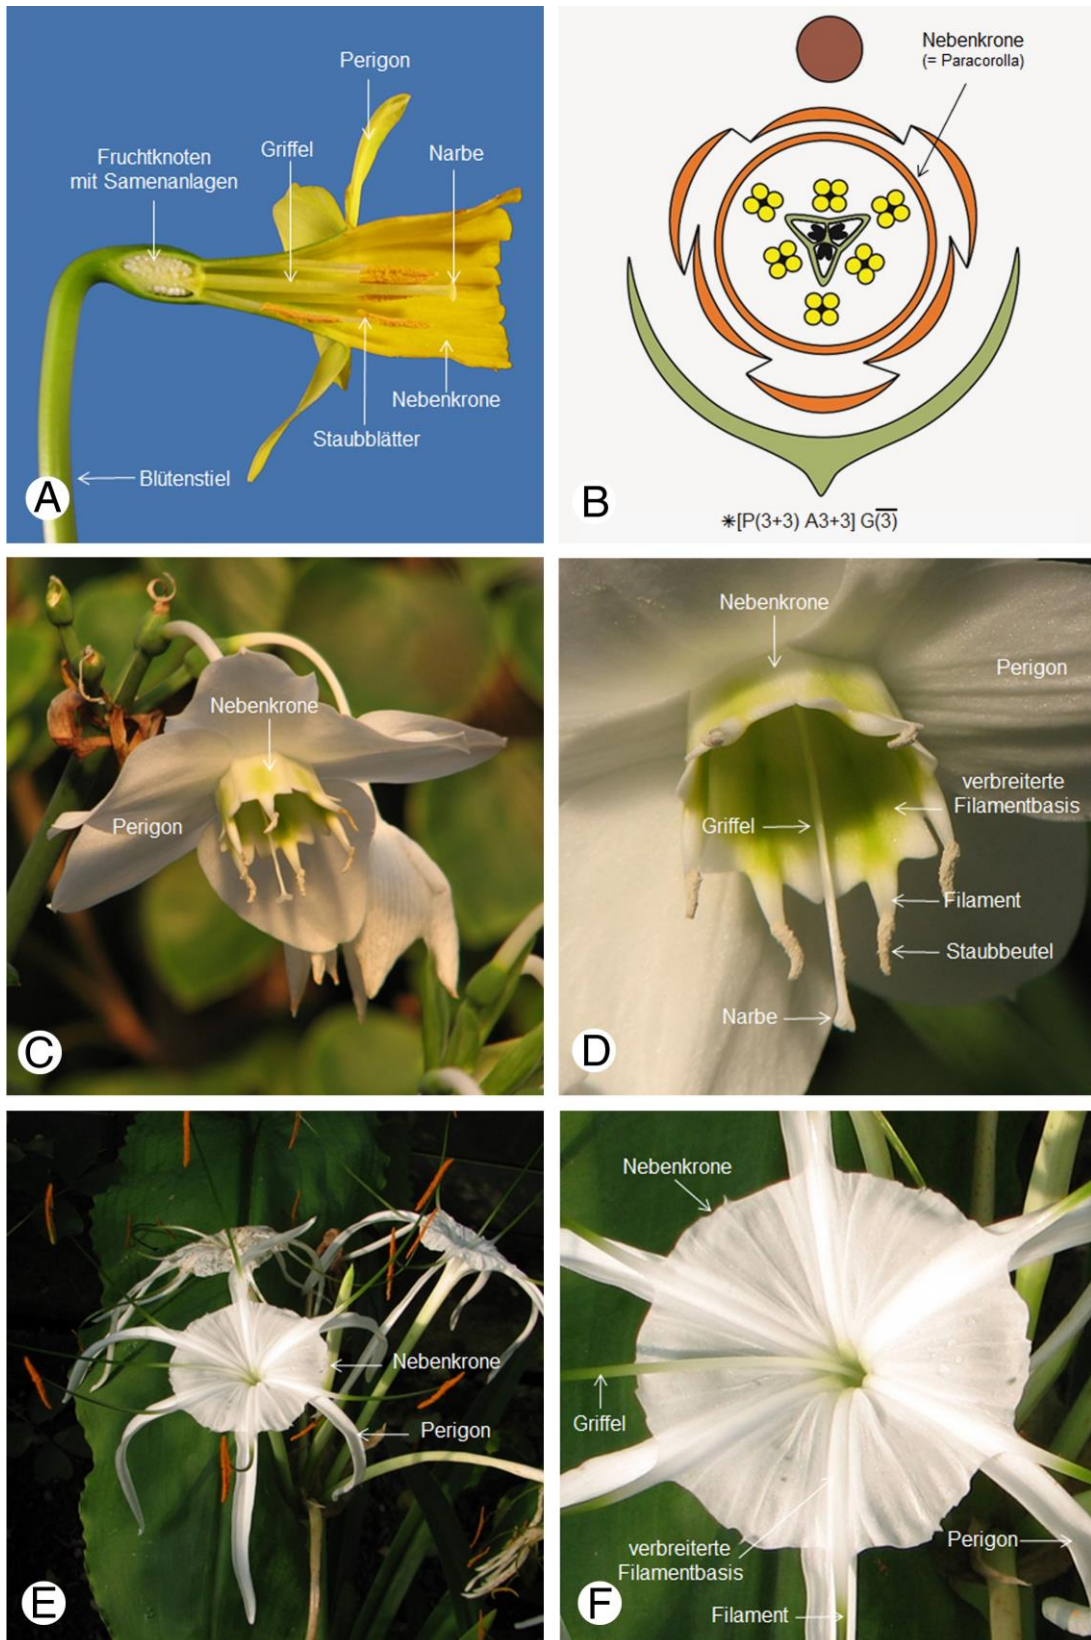 Perigon
Fruchtknoten
mit Samenanlagen
Griffel
Narbe
Nebenkrone
Staubblätter
Blütenstiel
A
Nebenkrone
(= Paracorolla)
B
✶[P(3+3) A3+3] G(3̅)
Nebenkrone
Perigon
C
Nebenkrone
Perigon
verbreiterte
Filamentbasis
Griffel
Filament
Staubbeutel
Narbe
D
Nebenkrone
Perigon
E
Nebenkrone
Griffel
verbreiterte
Filamentbasis
Perigon
Filament
F